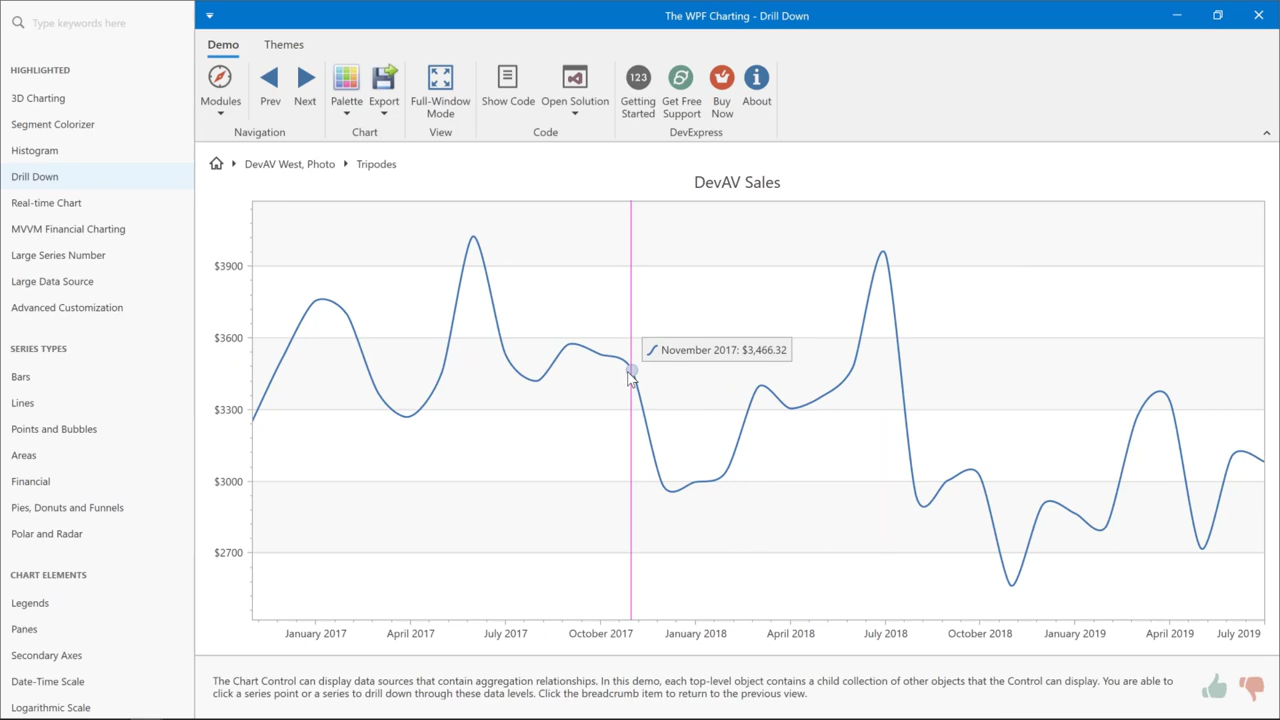 The WPF Charting - Drill Down
Type keywords here
HIGHLIGHTED
3D Charting
Segment Colorizer
Histogram
Drill Down
Real-time Chart
MVVM Financial Charting
Large Series Number
Large Data Source
Advanced Customization
SERIES TYPES
Bars
Lines
Points and Bubbles
Areas
Financial
Pies, Donuts and Funnels
Polar and Radar
CHART ELEMENTS
Legends
Panes
Secondary Axes
Date-Time Scale
Logarithmic Scale
Demo Themes
Modules Prev Next Palette Export Full-Window Mode Show Code Open Solution 123 Getting Started Get Free Support Buy Now About
Navigation Chart View Code DevExpress
DevAV West, Photo Tripodes
DevAV Sales
$3900
$3600
$3300
$3000
$2700
November 2017: $3,466.32
January 2017 April 2017 July 2017 October 2017 January 2018 April 2018 July 2018 October 2018 January 2019 April 2019 July 2019
The Chart Control can display data sources that contain aggregation relationships. In this demo, each top-level object contains a child collection of other objects that the Control can display. You are able to
click a series point or a series to drill down through these data levels. Click the breadcrumb item to return to the previous view.